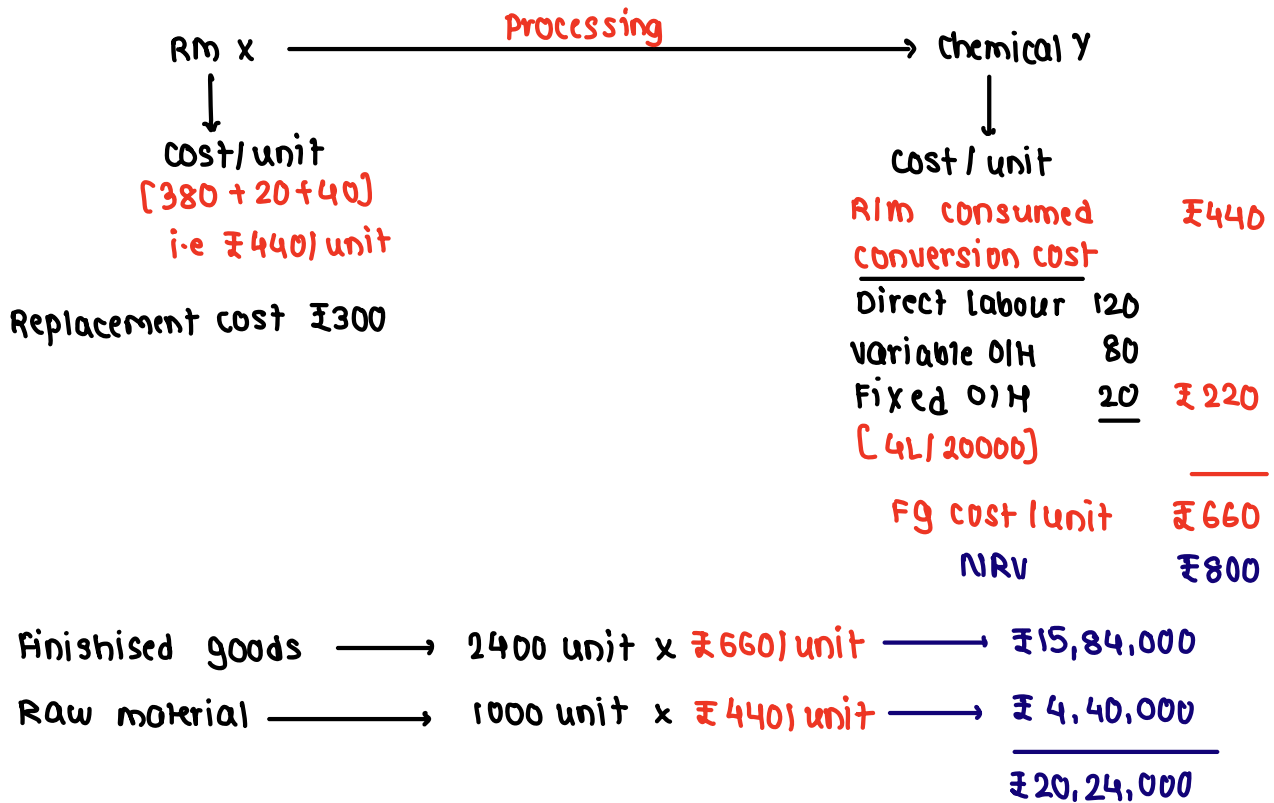 Processing
Rm x → chemical Y
cost/unit
[380 + 20 + 40]
i.e ₹440/unit
Replacement cost ₹300
cost/unit
R/m consumed ₹440
conversion cost
Direct labour 120
variable O/H 80
Fixed O/H 20 ₹220
[4L/20000]
Fg cost/unit ₹660
NRV ₹800
Finishised goods → 2400 unit x ₹660/unit → ₹15,84,000
Raw material → 1000 unit x ₹440/unit → ₹4,40,000
₹20,24,000